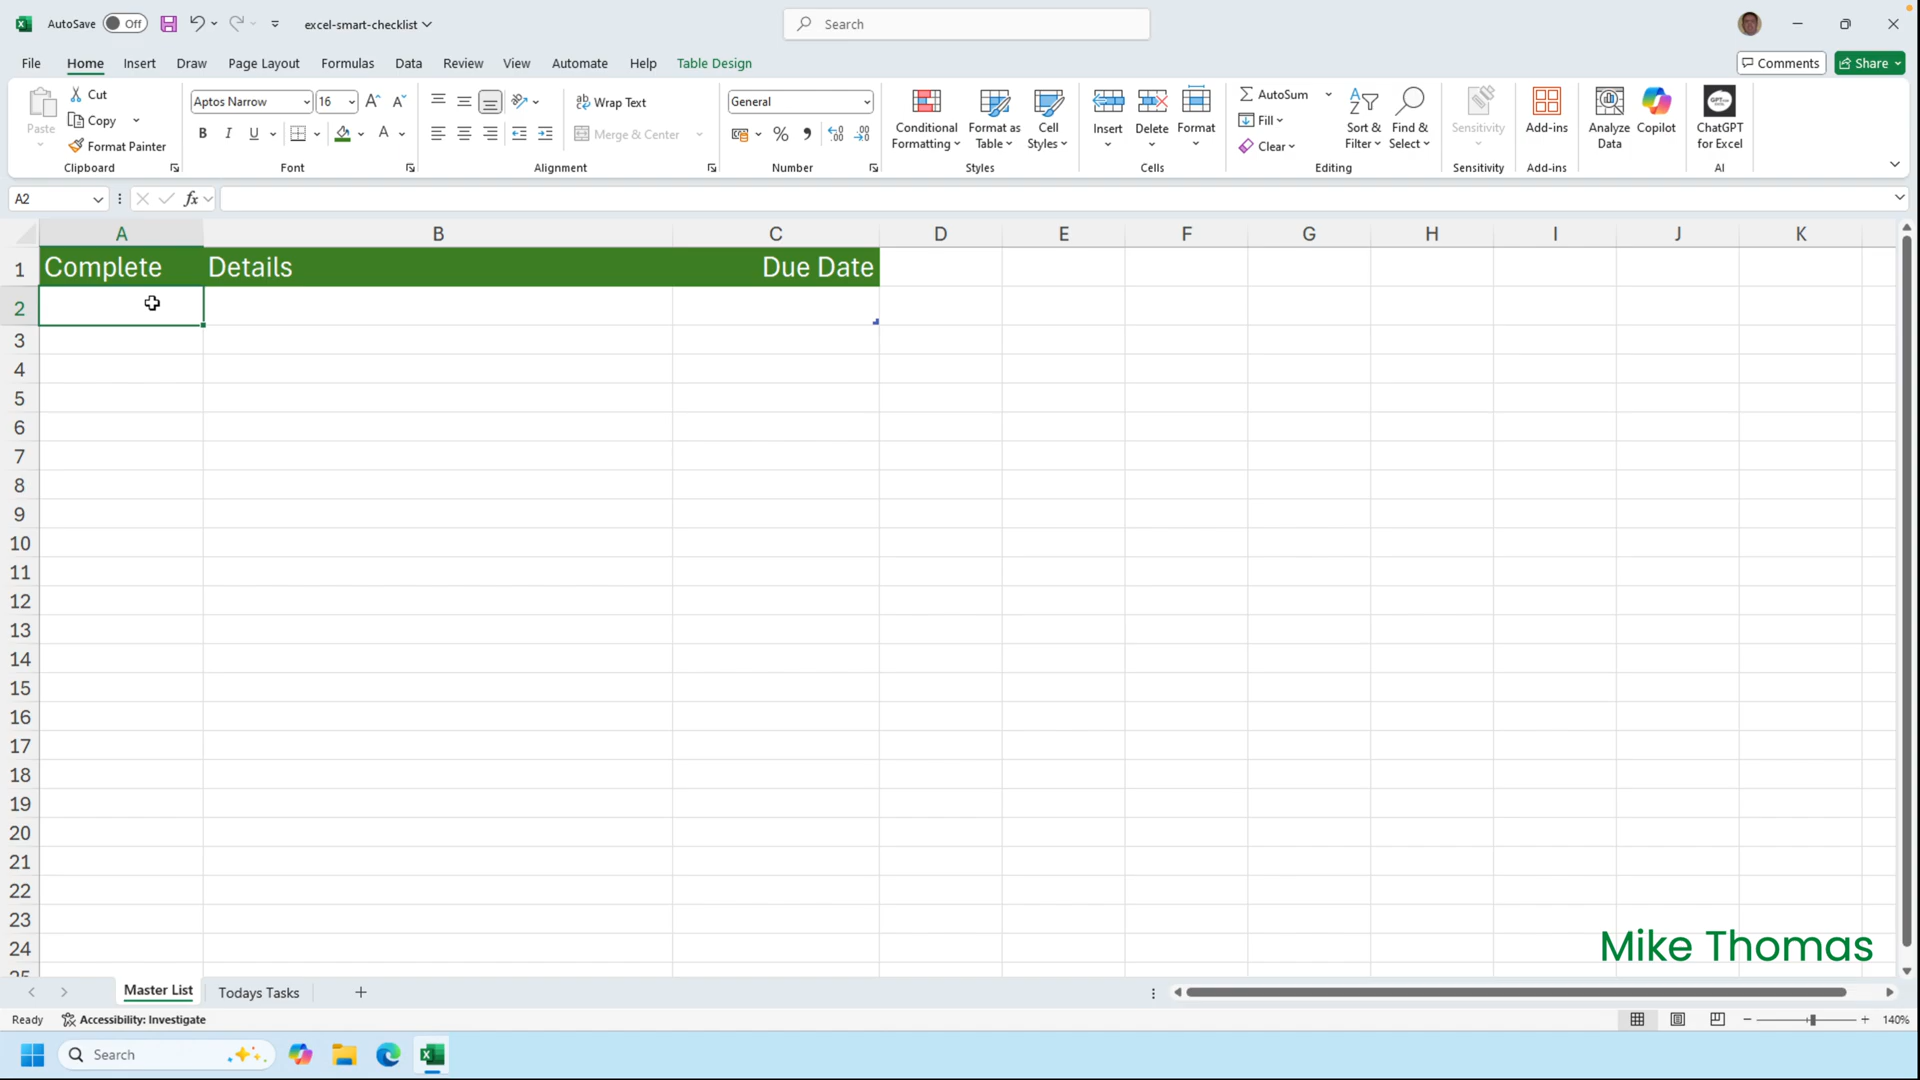 AutoSave Off excel-smart-checklist Search
File Home Insert Draw Page Layout Formulas Data Review View Automate Help Table Design Comments Share
Paste Cut Copy Format Painter Clipboard
Aptos Narrow 16 B I U A Font
ab Wrap Text Merge & Center Alignment
General % Number
Conditional Formatting Format as Table Cell Styles Styles
Insert Delete Format Cells
AutoSum Fill Clear Sort & Filter Find & Select Editing
Sensitivity Sensitivity
Add-ins Add-ins
Analyze Data Copilot
ChatGPT for Excel AI
A2 fx
A B C D E F G H I J K
1 Complete Details Due Date
2
3
4
5
6
7
8
9
10
11
12
13
14
15
16
17
18
19
20
21
22
23
24
25
Mike Thomas
Master List Todays Tasks
Ready Accessibility: Investigate 140%
Search